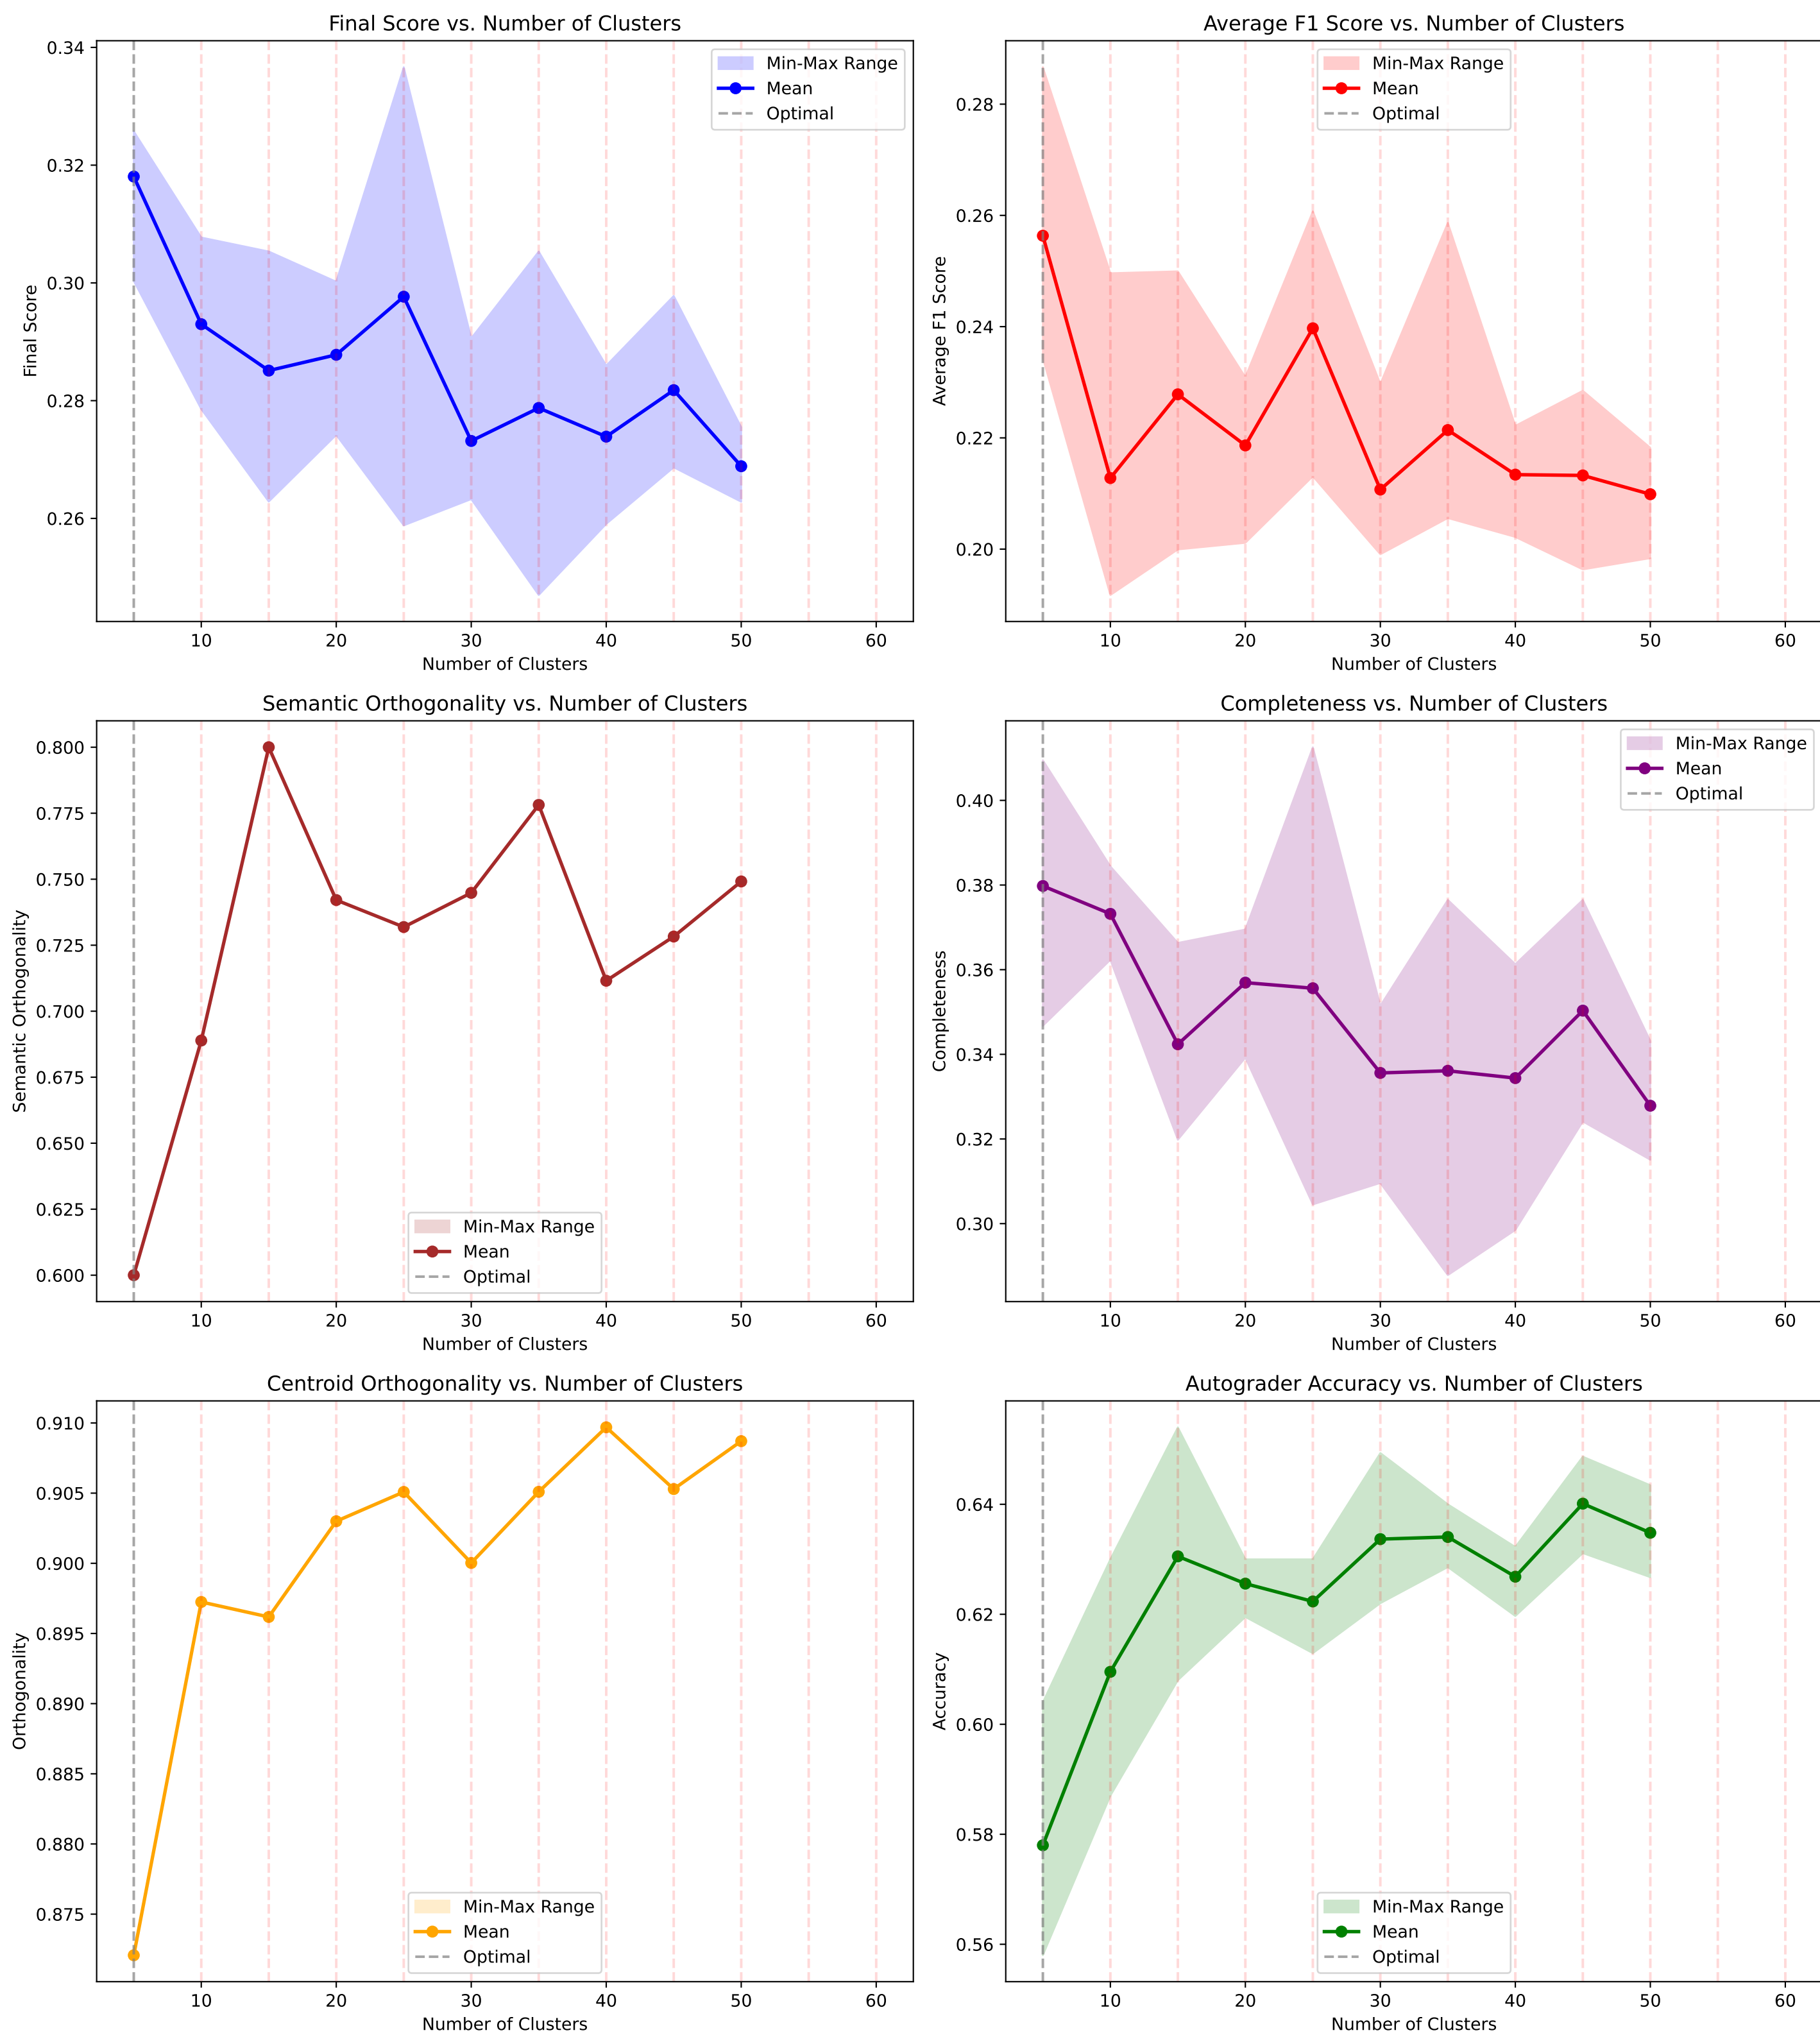 Final Score vs. Number of Clusters
Final Score
0.34
0.32
0.30
0.28
0.26
Min-Max Range
Mean
Optimal
10 20 30 40 50 60
Number of Clusters
Average F1 Score vs. Number of Clusters
Average F1 Score
0.28
0.26
0.24
0.22
0.20
Min-Max Range
Mean
Optimal
10 20 30 40 50 60
Number of Clusters
Semantic Orthogonality vs. Number of Clusters
Semantic Orthogonality
0.800
0.775
0.750
0.725
0.700
0.675
0.650
0.625
0.600
Min-Max Range
Mean
Optimal
10 20 30 40 50 60
Number of Clusters
Completeness vs. Number of Clusters
Completeness
0.40
0.38
0.36
0.34
0.32
0.30
Min-Max Range
Mean
Optimal
10 20 30 40 50 60
Number of Clusters
Centroid Orthogonality vs. Number of Clusters
Orthogonality
0.910
0.905
0.900
0.895
0.890
0.885
0.880
0.875
Min-Max Range
Mean
Optimal
10 20 30 40 50 60
Number of Clusters
Autograder Accuracy vs. Number of Clusters
Accuracy
0.64
0.62
0.60
0.58
0.56
Min-Max Range
Mean
Optimal
10 20 30 40 50 60
Number of Clusters